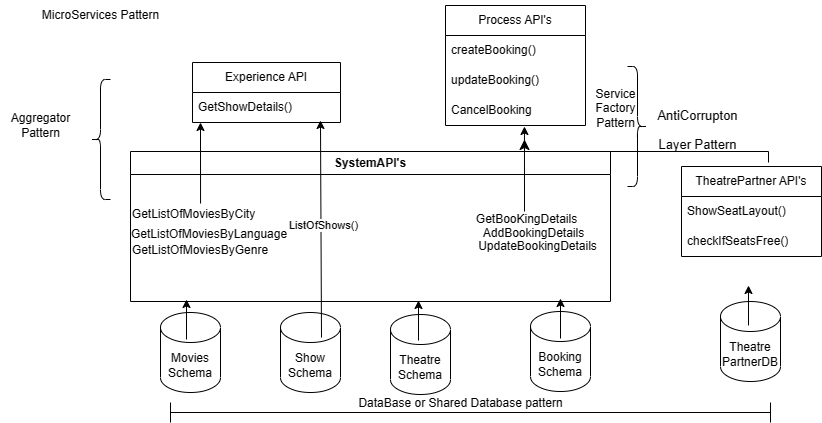 MicroServices Pattern
Process API's
createBooking()
updateBooking()
CancelBooking
Experience API
GetShowDetails()
Aggregator
Pattern
Service
Factory
Pattern
AntiCorrupton
Layer Pattern
SystemAPI's
TheatrePartner API's
ShowSeatLayout()
checkIfSeatsFree()
GetListOfMoviesByCity
GetListOfMoviesByLanguage
GetListOfMoviesByGenre
ListOfShows()
GetBooKingDetails
AddBookingDetails
UpdateBookingDetails
Movies
Schema
Show
Schema
Theatre
Schema
Booking
Schema
Theatre
PartnerDB
DataBase or Shared Database pattern